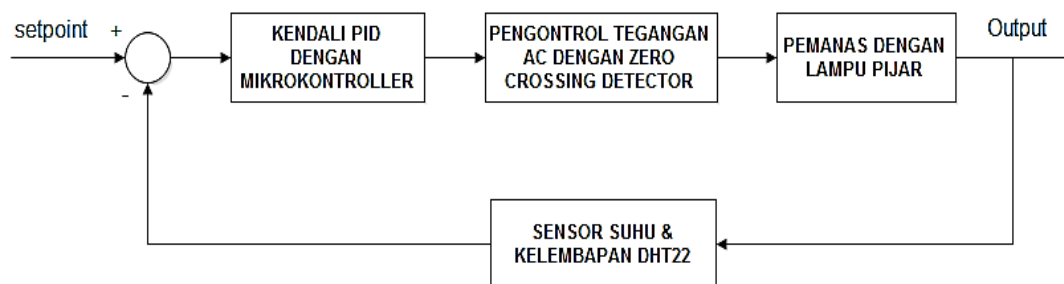 setpoint
+
-
KENDALI PID
DENGAN
MIKROKONTROLLER
PENGONTROL TEGANGAN
AC DENGAN ZERO
CROSSING DETECTOR
PEMANAS DENGAN
LAMPU PIJAR
Output
SENSOR SUHU &
KELEMBAPAN DHT22